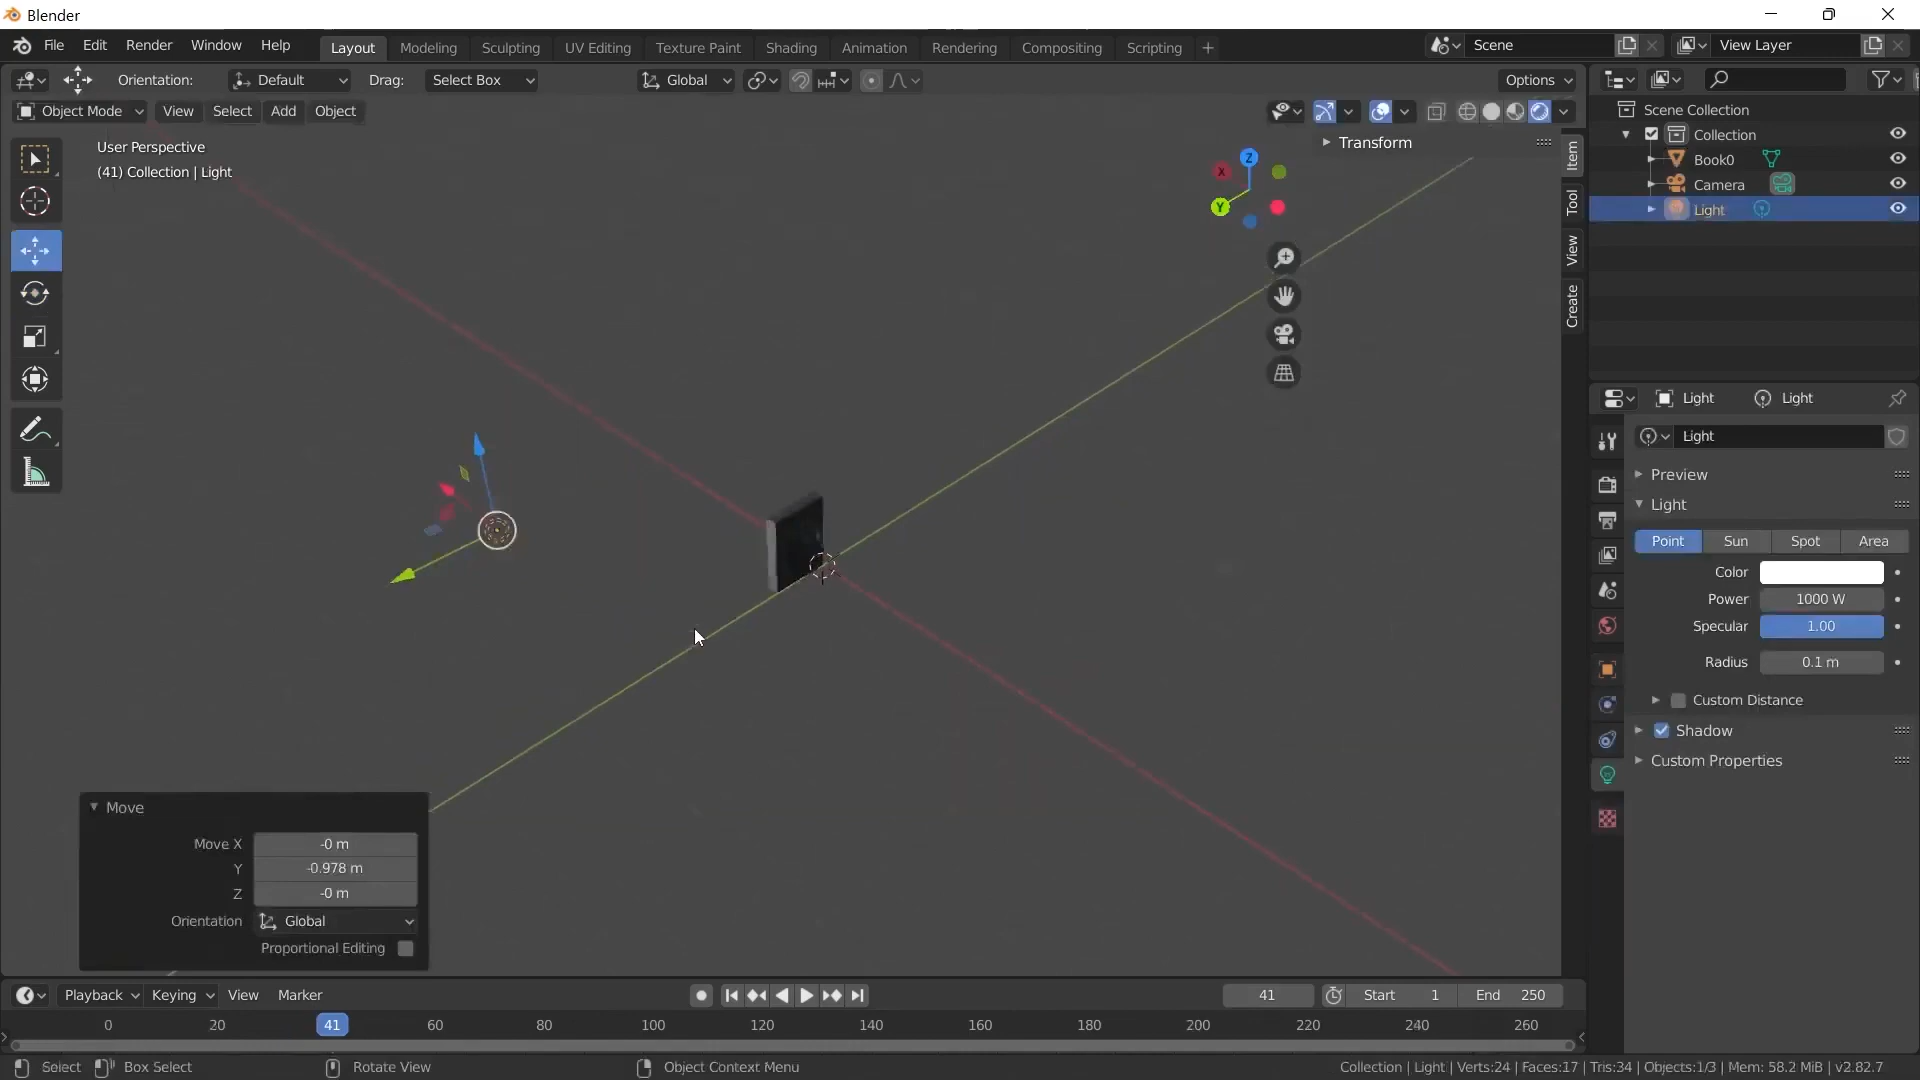 Blender
File Edit Render Window Help Layout Modeling Sculpting UV Editing Texture Paint Shading Animation Rendering Compositing Scripting + Scene View Layer
Orientation: Default Drag: Select Box Global Options
Object Mode View Select Add Object
User Perspective
(41) Collection | Light
Transform
Z
X
Y
Item
Tool
View
Create
Scene Collection
Collection
Book0
Camera
Light
Light Light
Light
Preview
Light
Point Sun Spot Area
Color
Power 1000 W
Specular 1.00
Radius 0.1 m
Custom Distance
Shadow
Custom Properties
Move
Move X -0 m
Y -0.978 m
Z -0 m
Orientation Global
Proportional Editing
Playback Keying View Marker 41 Start 1 End 250
0 20 41 60 80 100 120 140 160 180 200 220 240 260
Select Box Select Rotate View Object Context Menu Collection | Light | Verts:24 | Faces:17 | Tris:34 | Objects:1/3 | Mem: 58.2 MiB | v2.82.7